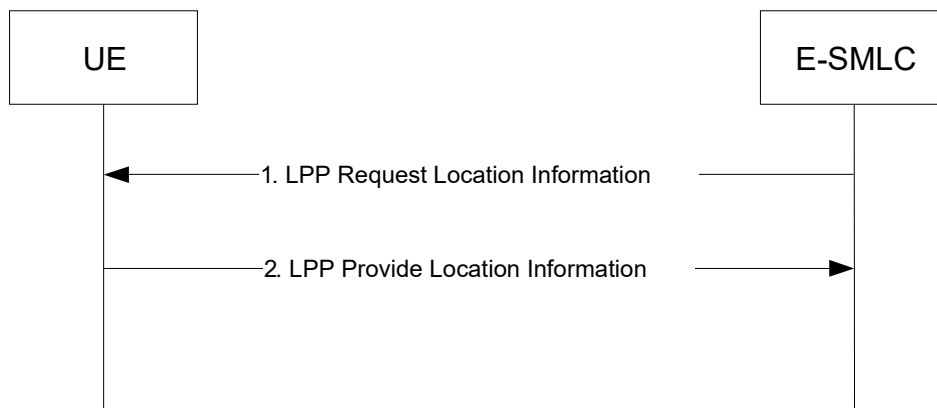 UE
E-SMLC
1. LPP Request Location Information
2. LPP Provide Location Information